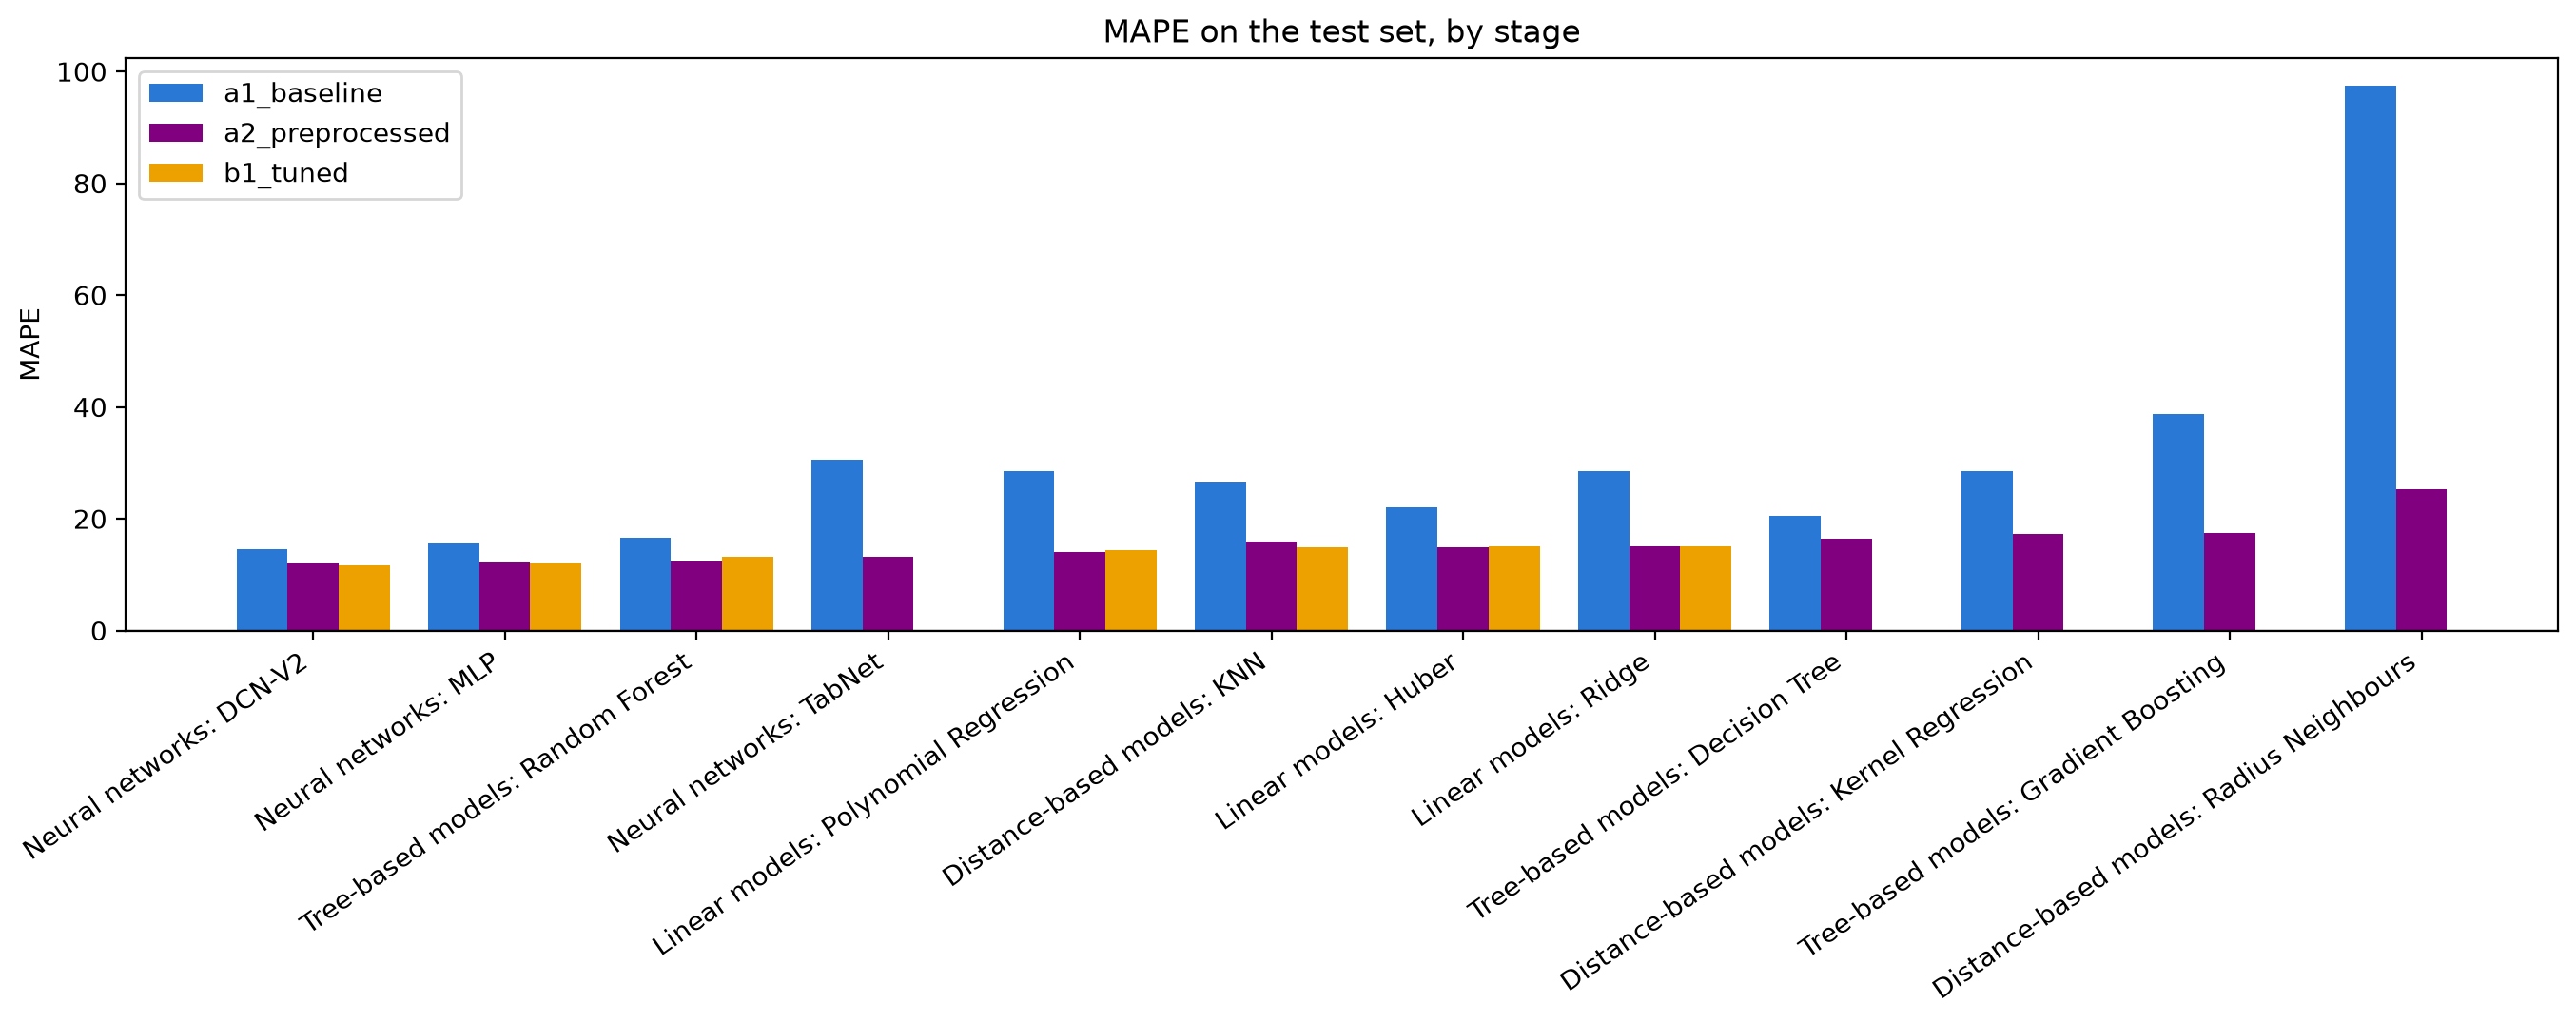 MAPE on the test set, by stage
100
80
60
40
20
0
MAPE
a1_baseline
a2_preprocessed
b1_tuned
Neural networks: DCN-V2
Neural networks: MLP
Tree-based models: Random Forest
Neural networks: TabNet
Linear models: Polynomial Regression
Distance-based models: KNN
Linear models: Huber
Linear models: Ridge
Tree-based models: Decision Tree
Distance-based models: Kernel Regression
Tree-based models: Gradient Boosting
Distance-based models: Radius Neighbours